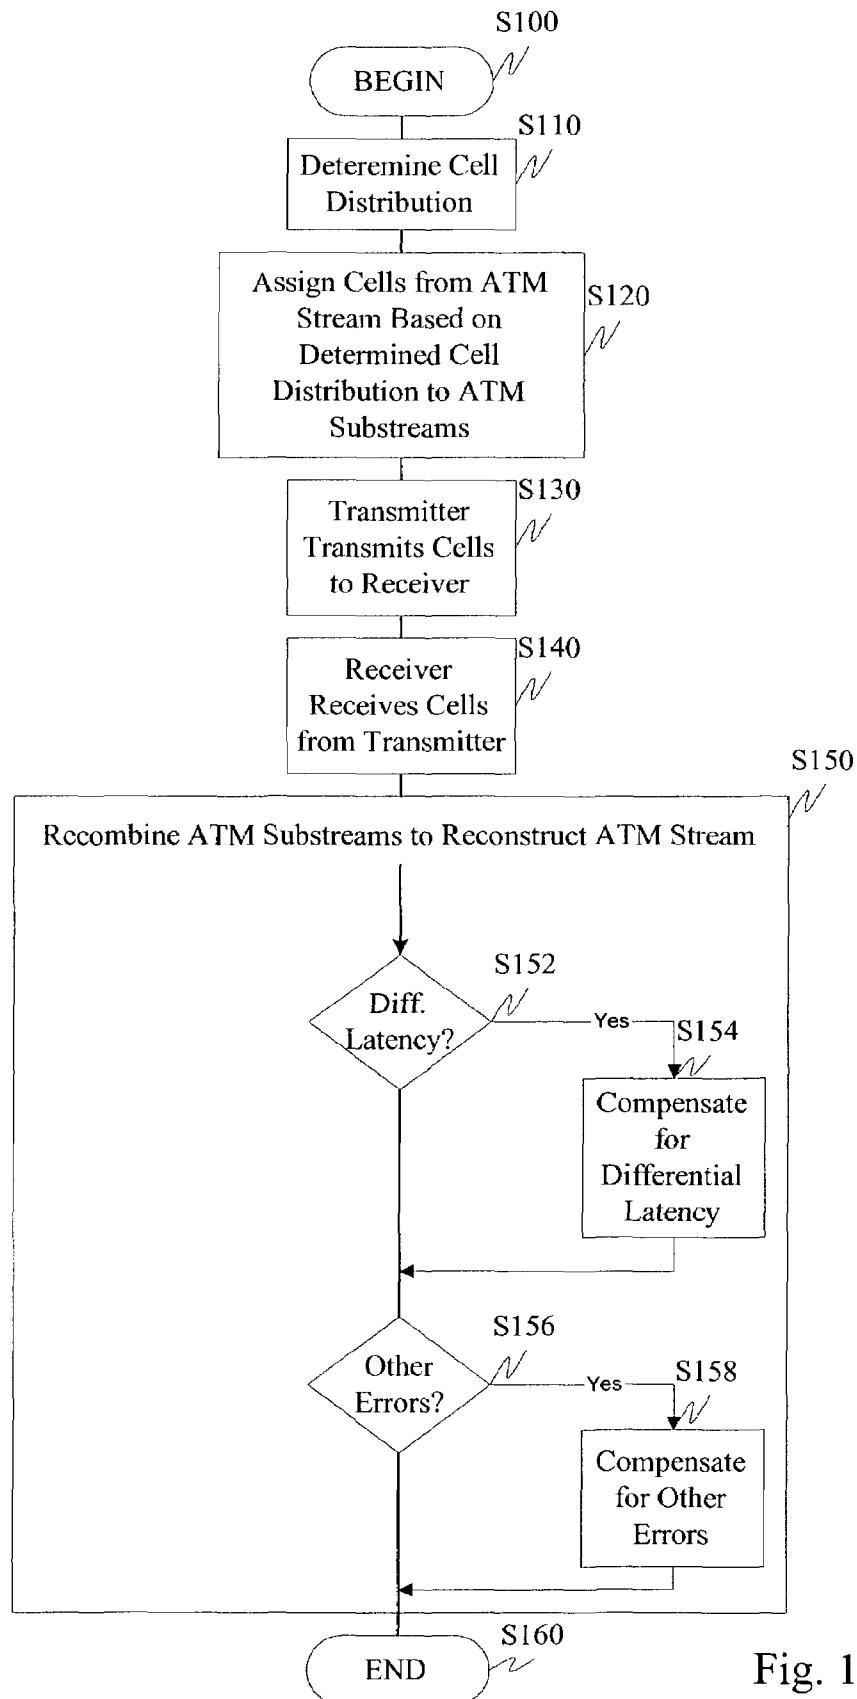 S100
BEGIN
S110
Deteremine Cell
Distribution
Assign Cells from ATM
Stream Based on
Determined Cell
Distribution to ATM
Substreams
S120
S130
Transmitter
Transmits Cells
to Receiver
S140
Receiver
Receives Cells
from Transmitter
S150
Recombine ATM Substreams to Reconstruct ATM Stream
S152
Diff.
Latency?
Yes
S154
Compensate
for
Differential
Latency
S156
Other
Errors?
Yes
S158
Compensate
for Other
Errors
S160
END
Fig. 1